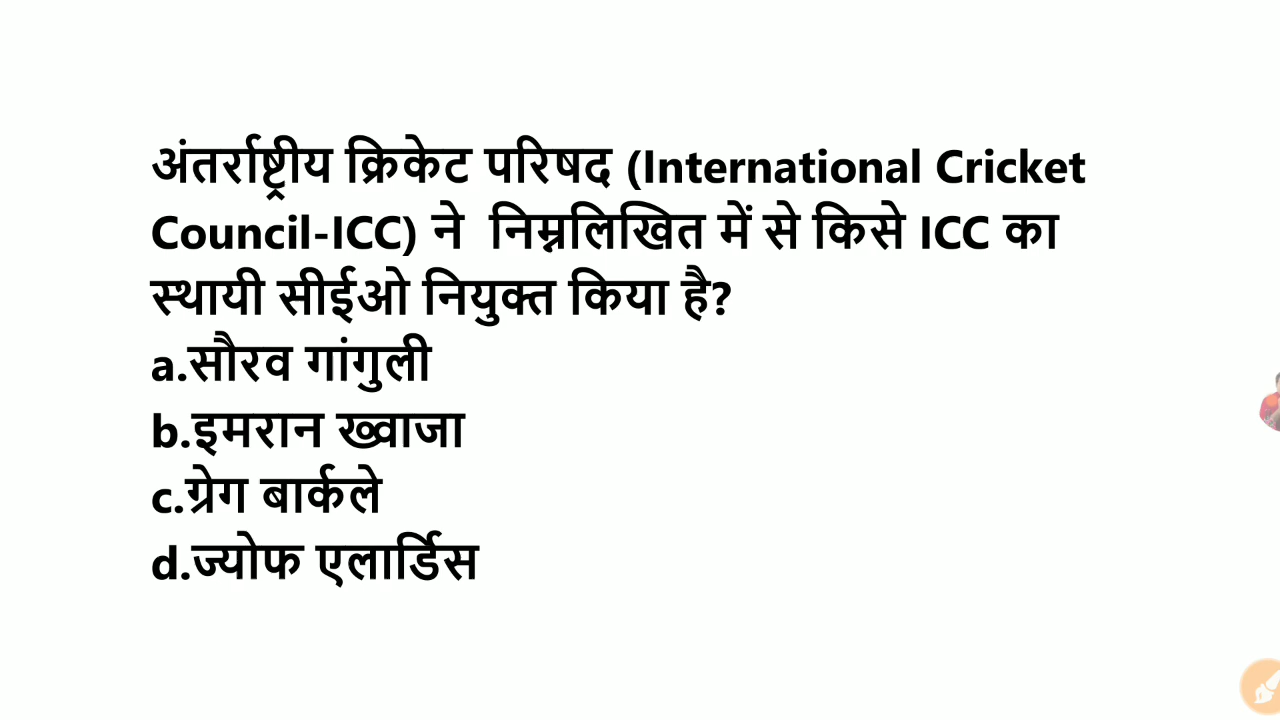 अंतर्राष्ट्रीय क्रिकेट परिषद (International Cricket
Council-ICC) ने निम्नलिखित में से किसे ICC का
स्थायी सीईओ नियुक्त किया है?
a.सौरव गांगुली
b.इमरान ख्वाजा
c.ग्रेग बार्कले
d.ज्योफ एलार्डिस